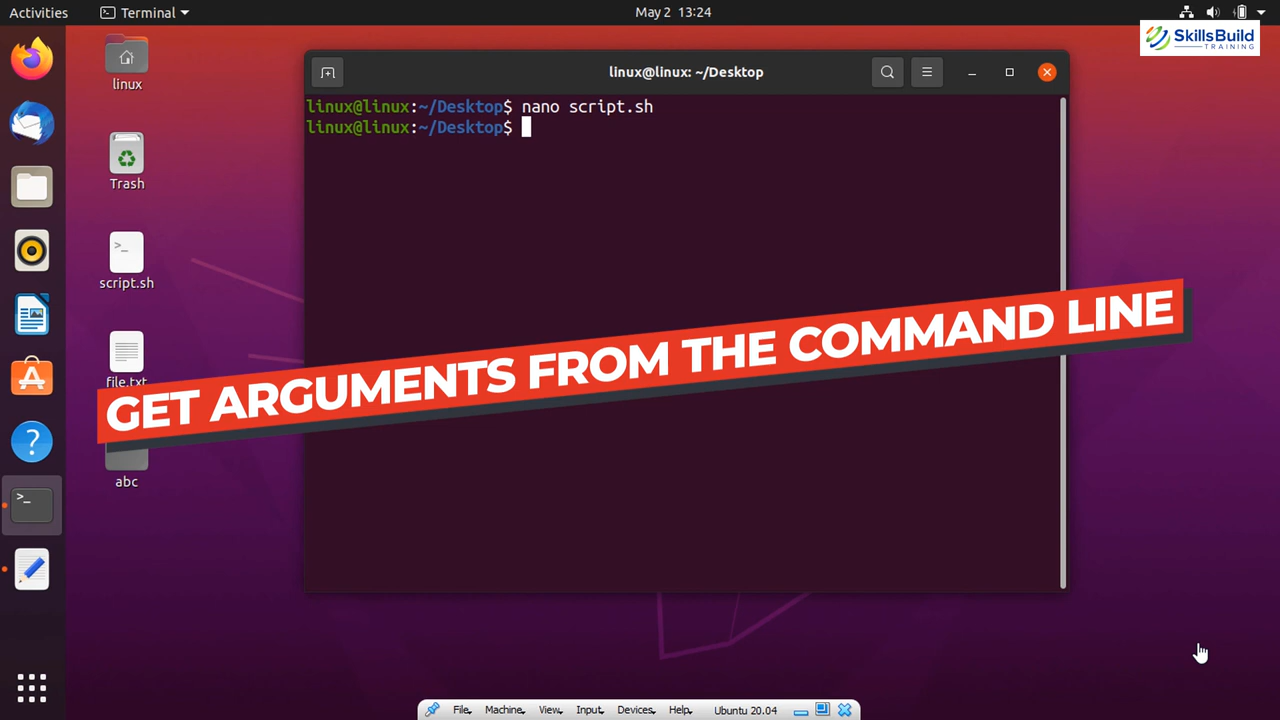 Activities
Terminal
May 2 13:24
SkillsBuild
TRAINING
linux@linux: ~/Desktop
linux@linux:~/Desktop$ nano script.sh
linux@linux:~/Desktop$
linux
Trash
>_
script.sh
file.txt
GET ARGUMENTS FROM THE COMMAND LINE
abc
?
>_
File
Machine
View
Input
Devices
Help
Ubuntu 20.04